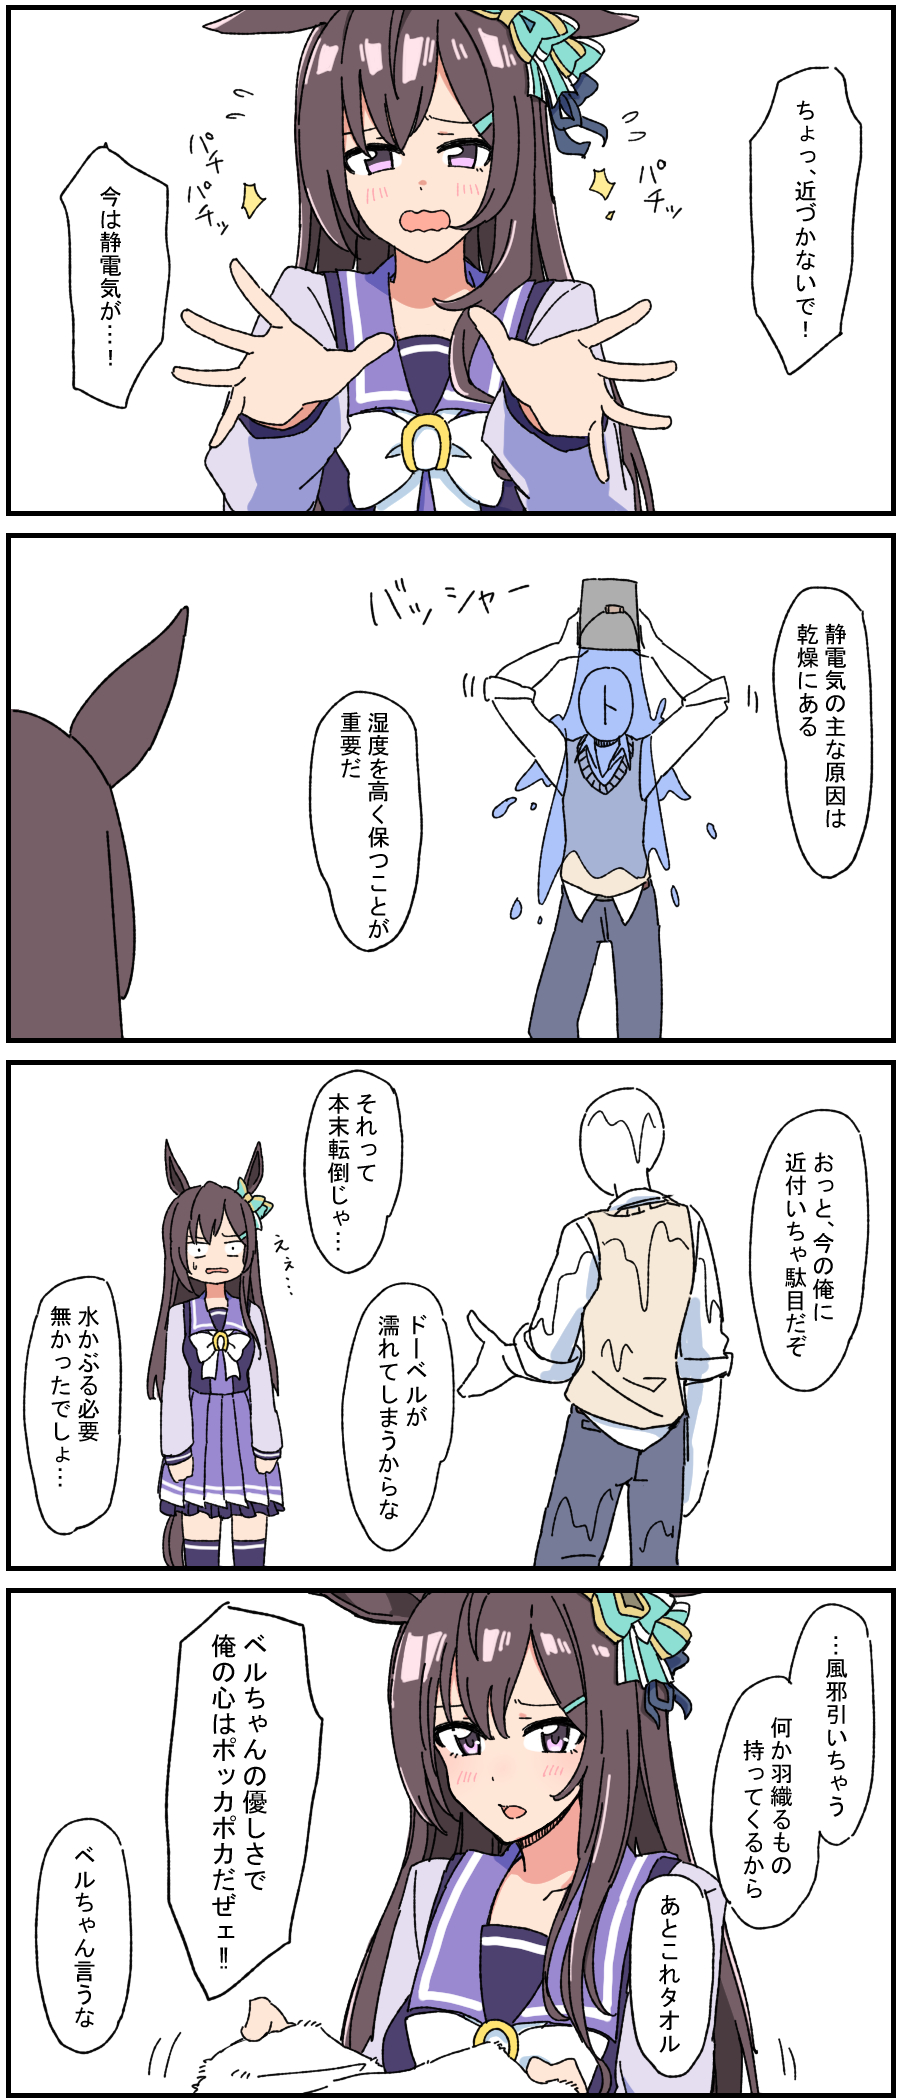 ちょっ、近づかないで！
パチ
パチッ
パチッ
今は静電気が…！
静電気の主な原因は
乾燥にある
バッシャー
ト
湿度を高く保つことが
重要だ
おっと、今の俺に
近付いちゃ駄目だぞ
それって
本末転倒じゃ…
ドーベルが
濡れてしまうからな
ええ…
水かぶる必要
無かったでしょ…
…風邪引いちゃう
何か羽織るもの
持ってくるから
あとこれタオル
ベルちゃんの優しさで
俺の心はポッカポカだぜェ‼
ベルちゃん言うな